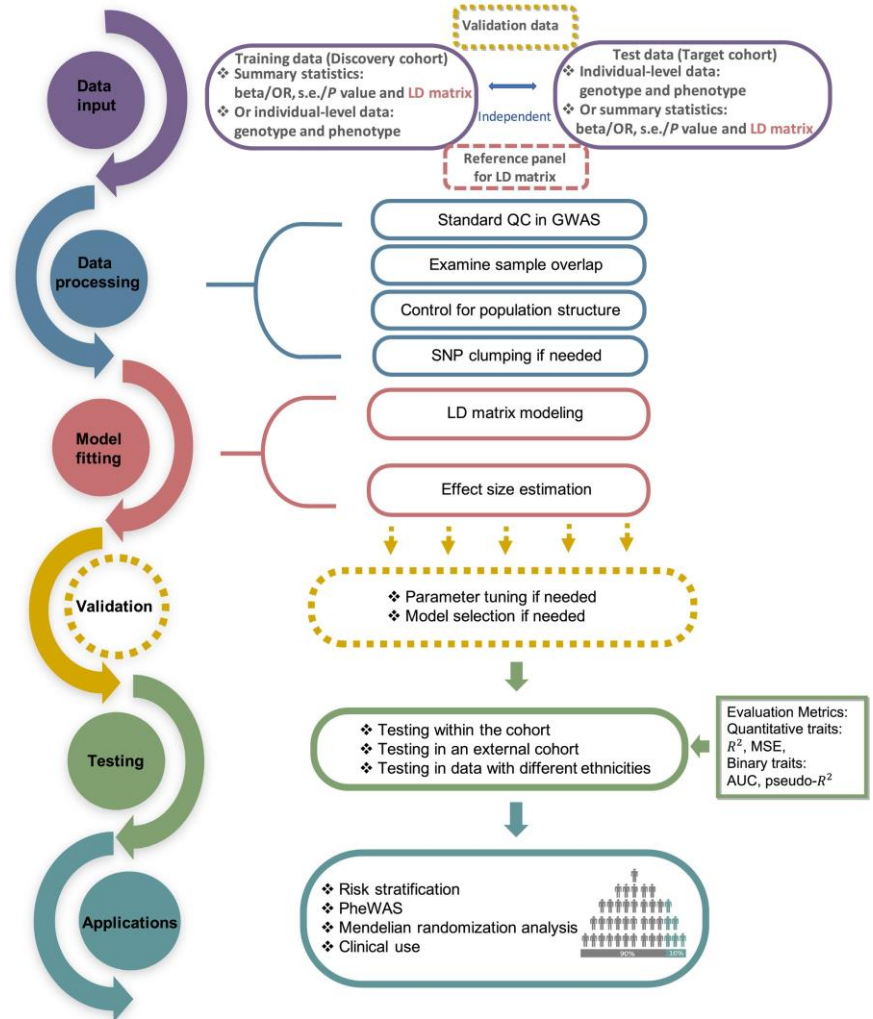 Validation data
Training data (Discovery cohort)
❖ Summary statistics:
beta/OR, s.e./P value and LD matrix
❖ Or individual-level data:
genotype and phenotype
Independent
Test data (Target cohort)
❖ Individual-level data:
genotype and phenotype
❖ Or summary statistics:
beta/OR, s.e./P value and LD matrix
Reference panel
for LD matrix
Data
input
Standard QC in GWAS
Examine sample overlap
Control for population structure
SNP clumping if needed
Data
processing
LD matrix modeling
Effect size estimation
Model
fitting
Validation
❖ Parameter tuning if needed
❖ Model selection if needed
Testing
❖ Testing within the cohort
❖ Testing in an external cohort
❖ Testing in data with different ethnicities
Evaluation Metrics:
Quantitative traits:
R², MSE,
Binary traits:
AUC, pseudo-R²
Applications
❖ Risk stratification
❖ PheWAS
❖ Mendelian randomization analysis
❖ Clinical use
90% 10%